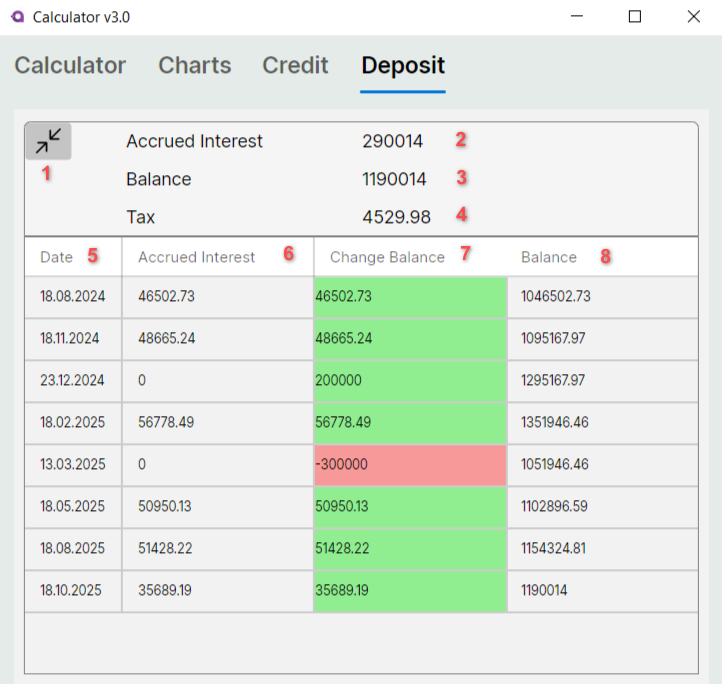 Calculator v3.0
Calculator Charts Credit Deposit
Accrued Interest 290014 2
1
Balance 1190014 3
Tax 4529.98 4
Date 5 Accrued Interest 6 Change Balance 7 Balance 8
18.08.2024 46502.73 46502.73 1046502.73
18.11.2024 48665.24 48665.24 1095167.97
23.12.2024 0 200000 1295167.97
18.02.2025 56778.49 56778.49 1351946.46
13.03.2025 0 -300000 1051946.46
18.05.2025 50950.13 50950.13 1102896.59
18.08.2025 51428.22 51428.22 1154324.81
18.10.2025 35689.19 35689.19 1190014